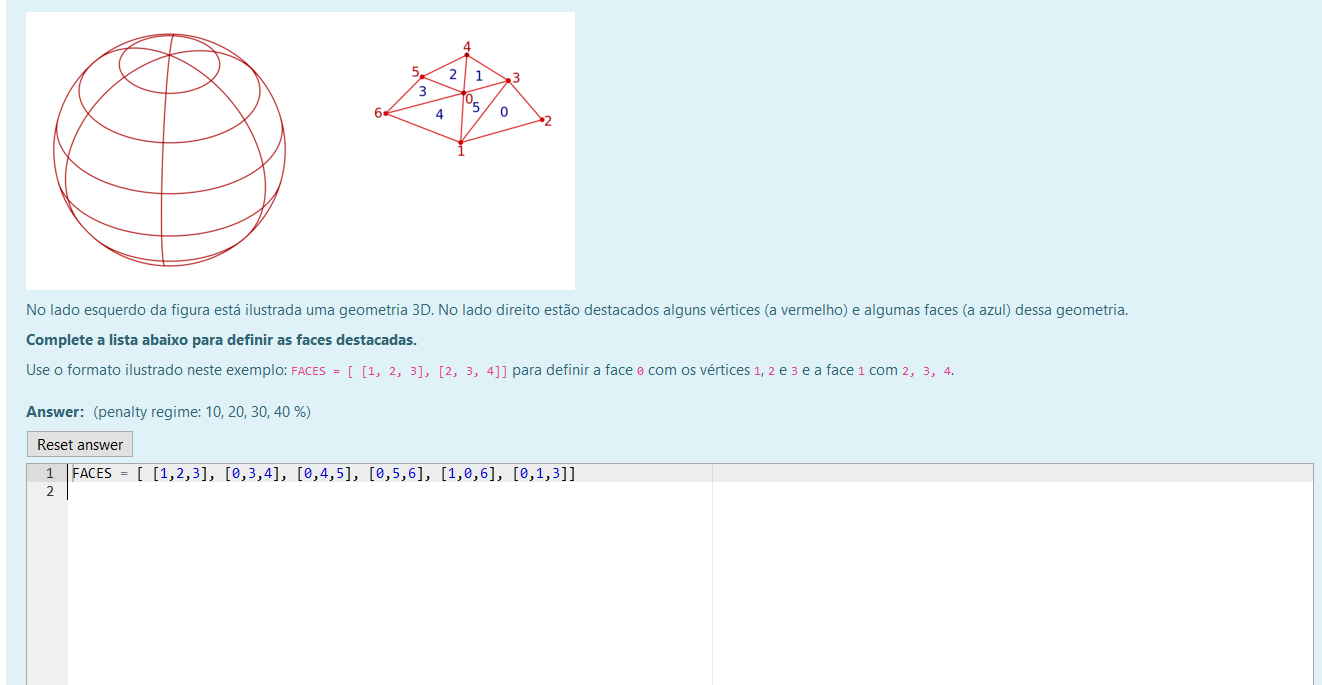 4
5 2 1 3
3 0 5 0
6 4 2
1
No lado esquerdo da figura está ilustrada uma geometria 3D. No lado direito estão destacados alguns vértices (a vermelho) e algumas faces (a azul) dessa geometria.
Complete a lista abaixo para definir as faces destacadas.
Use o formato ilustrado neste exemplo: FACES = [ [1, 2, 3], [2, 3, 4]] para definir a face 0 com os vértices 1, 2 e 3 e a face 1 com 2, 3, 4.
Answer: (penalty regime: 10, 20, 30, 40 %)
Reset answer
1 FACES = [ [1,2,3], [0,3,4], [0,4,5], [0,5,6], [1,0,6], [0,1,3]]
2